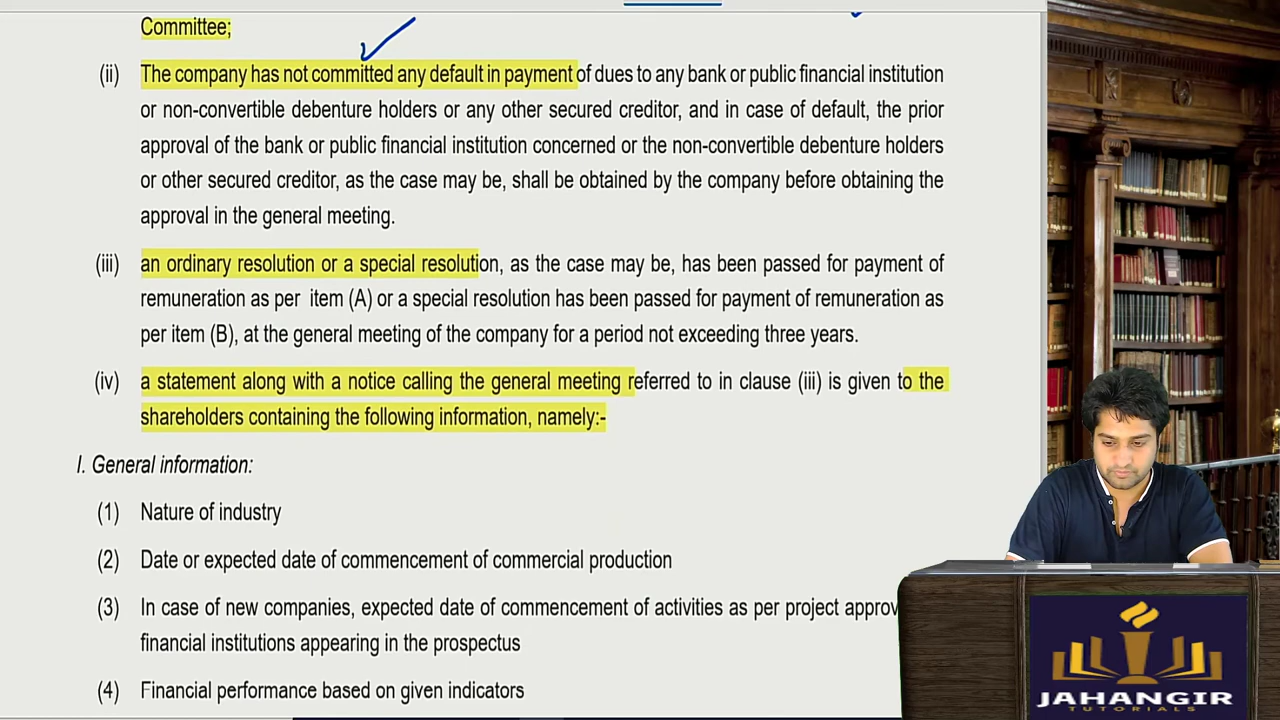 Committee;
(ii) The company has not committed any default in payment of dues to any bank or public financial institution
or non-convertible debenture holders or any other secured creditor, and in case of default, the prior
approval of the bank or public financial institution concerned or the non-convertible debenture holders
or other secured creditor, as the case may be, shall be obtained by the company before obtaining the
approval in the general meeting.
(iii) an ordinary resolution or a special resolution, as the case may be, has been passed for payment of
remuneration as per item (A) or a special resolution has been passed for payment of remuneration as
per item (B), at the general meeting of the company for a period not exceeding three years.
(iv) a statement along with a notice calling the general meeting referred to in clause (iii) is given to the
shareholders containing the following information, namely:-
I. General information:
(1) Nature of industry
(2) Date or expected date of commencement of commercial production
(3) In case of new companies, expected date of commencement of activities as per project
financial institutions appearing in the prospectus
(4) Financial performance based on given indicators
JAHANGIR
TUTORIALS